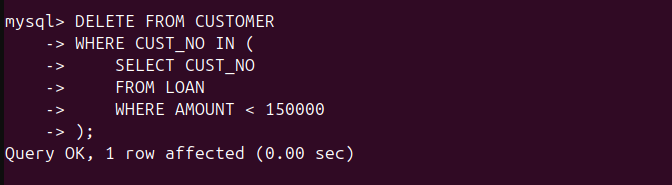 mysql> DELETE FROM CUSTOMER
    -> WHERE CUST_NO IN (
    ->     SELECT CUST_NO
    ->     FROM LOAN
    ->     WHERE AMOUNT < 150000
    -> );
Query OK, 1 row affected (0.00 sec)